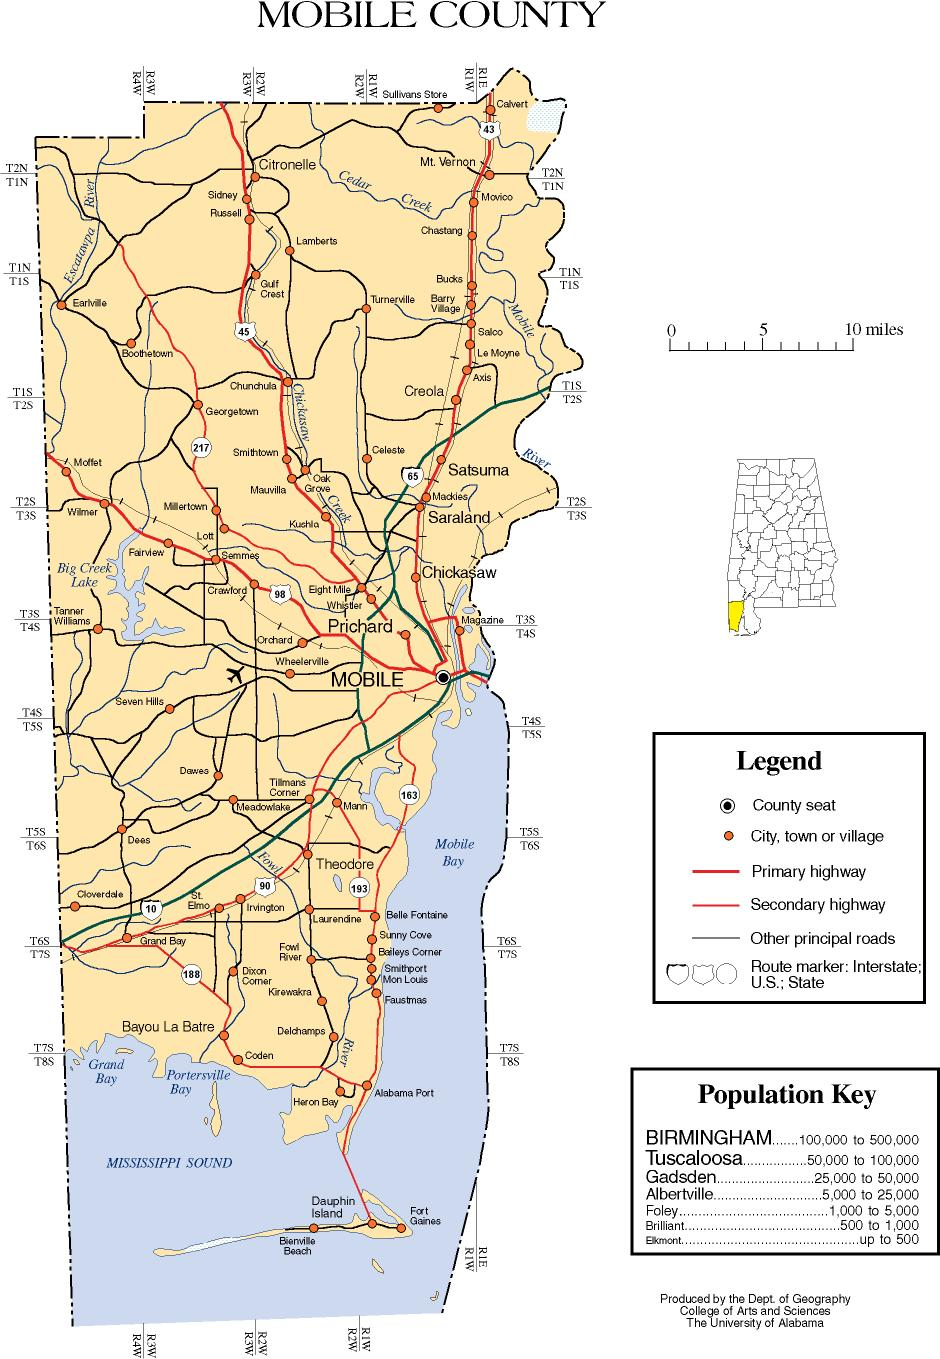 MOBILE COUNTY
R4W
R3W
R3W
R2W
R2W
R1W
R1W
R1E
Sullivans Store
Calvert
43
Mt. Vernon
T2N
T1N
T2N
T1N
Citronelle
Cedar
Creek
Sidney
Russell
Movico
Chastang
Escatawpa River
Lamberts
T1N
T1S
T1N
T1S
Gulf
Crest
Bucks
Barry
Village
Turnerville
Earlville
Mobile
45
Salco
0 5 10 miles
Boothetown
Le Moyne
Chunchula
Axis
Creola
T1S
T2S
T1S
T2S
Chickasaw
Georgetown
217
Smithtown
Celeste
Moffet
65
Satsuma
River
Oak
Grove
Mauvilla
Mackies
Wilmer
Millertown
Creek
T2S
T3S
T2S
T3S
Saraland
Kushla
Lott
Fairview
Semmes
Big Creek
Lake
Chickasaw
Crawford
98
Eight Mile
Whistler
Tanner
Williams
T3S
T4S
Prichard
Magazine
T3S
T4S
Orchard
Wheelerville
MOBILE
Seven Hills
T4S
T5S
T4S
T5S
Dawes
Tillmans
Corner
Meadowlake
Mann
163
Legend
County seat
City, town or village
Primary highway
Secondary highway
Other principal roads
Route marker: Interstate;
U.S.; State
T5S
T6S
Dees
T5S
T6S
Mobile
Bay
Fowl
Theodore
90
193
Cloverdale
St.
Elmo
Irvington
10
Laurendine
Belle Fontaine
T6S
T7S
Grand Bay
Sunny Cove
T6S
T7S
Fowl
River
Baileys Corner
188
Dixon
Corner
Smithport
Mon Louis
Kirewakra
Faustmas
Bayou La Batre
Delchamps
T7S
T8S
Coden
River
T7S
T8S
Grand
Bay
Portersville
Bay
Heron Bay
Alabama Port
Population Key
BIRMINGHAM.......100,000 to 500,000
Tuscaloosa.................50,000 to 100,000
Gadsden..........................25,000 to 50,000
Albertville.............................5,000 to 25,000
Foley........................................1,000 to 5,000
Brilliant.........................................500 to 1,000
Elkmont...............................................up to 500
MISSISSIPPI SOUND
Dauphin
Island
Fort
Gaines
Bienville
Beach
R1W
R1E
R4W
R3W
R3W
R2W
R2W
R1W
Produced by the Dept. of Geography
College of Arts and Sciences
The University of Alabama